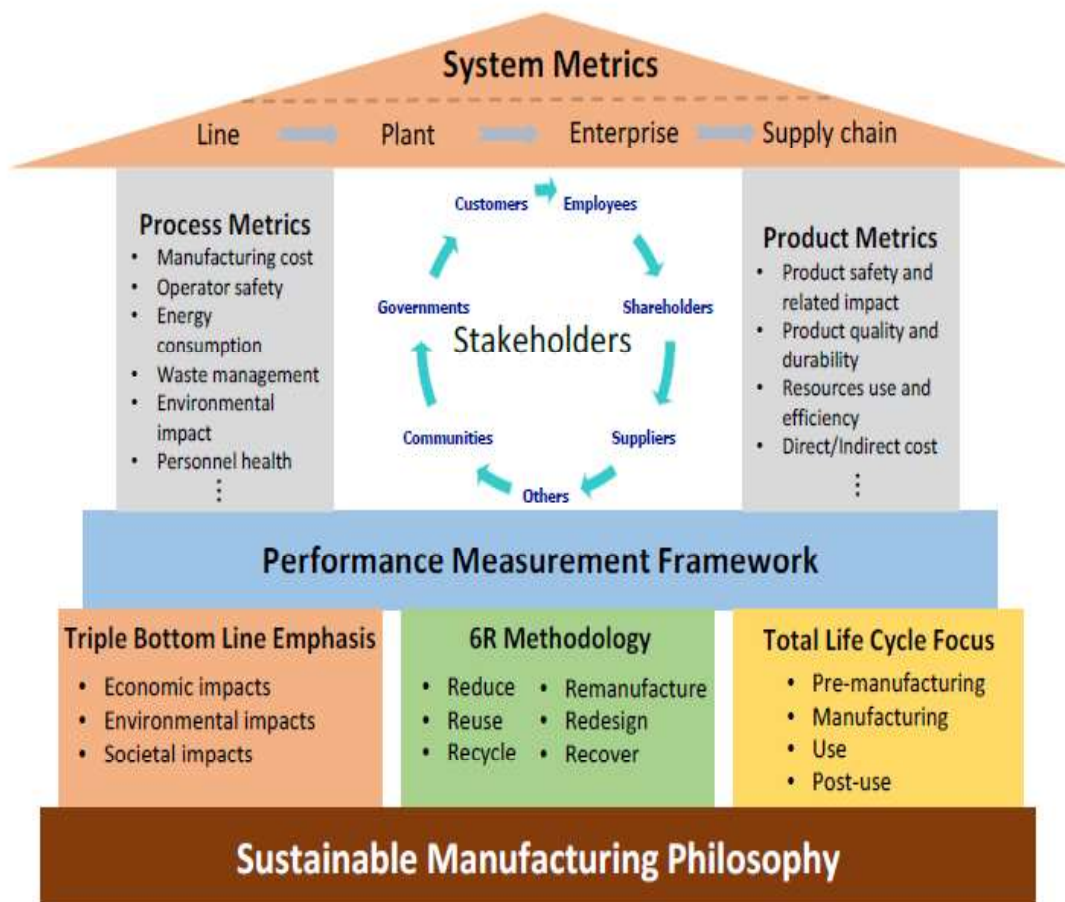 System Metrics
Line Plant Enterprise Supply chain
Process Metrics
• Manufacturing cost
• Operator safety
• Energy
consumption
• Waste management
• Environmental
impact
• Personnel health
⋮
Customers Employees
Governments Shareholders
Stakeholders
Communities Suppliers
Others
Product Metrics
• Product safety and
related impact
• Product quality and
durability
• Resources use and
efficiency
• Direct/Indirect cost
⋮
Performance Measurement Framework
Triple Bottom Line Emphasis
• Economic impacts
• Environmental impacts
• Societal impacts
6R Methodology
• Reduce • Remanufacture
• Reuse • Redesign
• Recycle • Recover
Total Life Cycle Focus
• Pre-manufacturing
• Manufacturing
• Use
• Post-use
Sustainable Manufacturing Philosophy